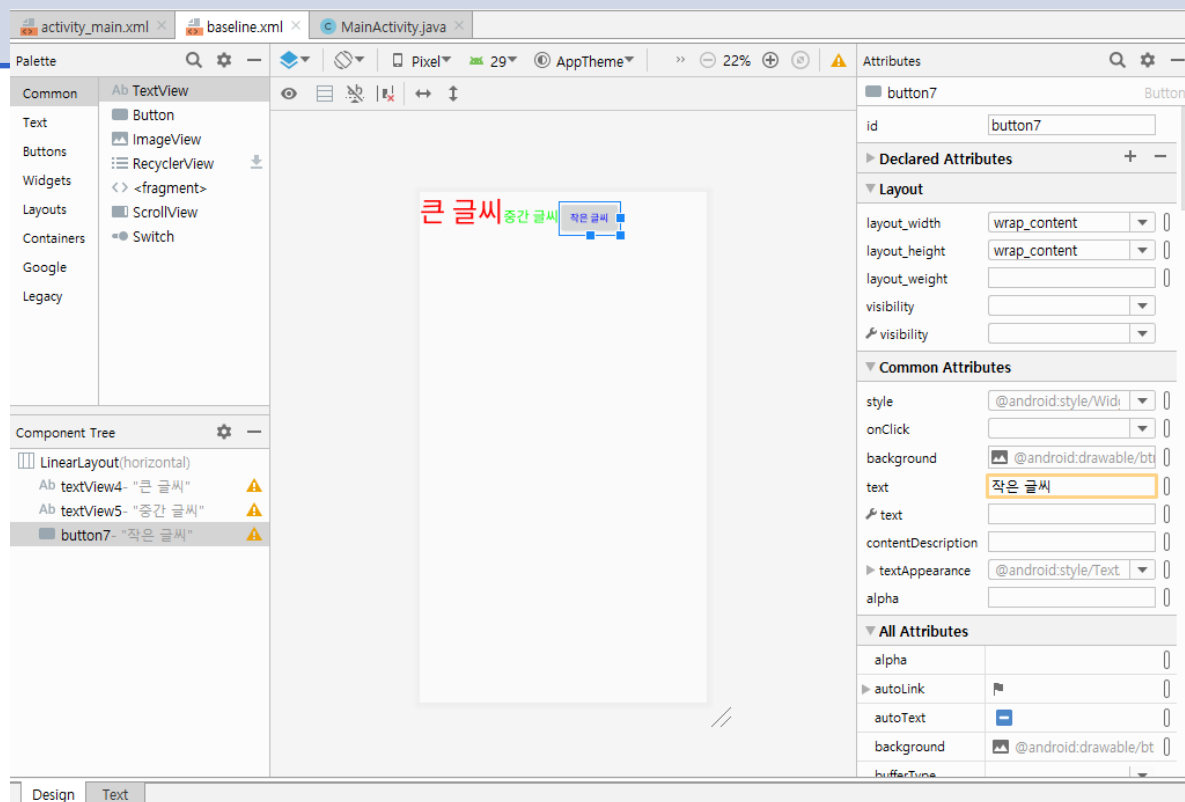 activity_main.xml
baseline.xml
MainActivity.java
Palette
Common
Text
Buttons
Widgets
Layouts
Containers
Google
Legacy
Ab TextView
Button
ImageView
RecyclerView
<fragment>
ScrollView
Switch
Pixel
29
AppTheme
22%
큰 글씨 중간 글씨 작은 글씨
Component Tree
LinearLayout(horizontal)
Ab textView4- "큰 글씨"
Ab textView5- "중간 글씨"
button7- "작은 글씨"
Design Text
Attributes
button7 Button
id button7
Declared Attributes
Layout
layout_width wrap_content
layout_height wrap_content
layout_weight
visibility
visibility
Common Attributes
style @android:style/Wid
onClick
background @android:drawable/bt
text 작은 글씨
text
contentDescription
textAppearance @android:style/Text
alpha
All Attributes
alpha
autoLink
autoText
background @android:drawable/bt
bufferType